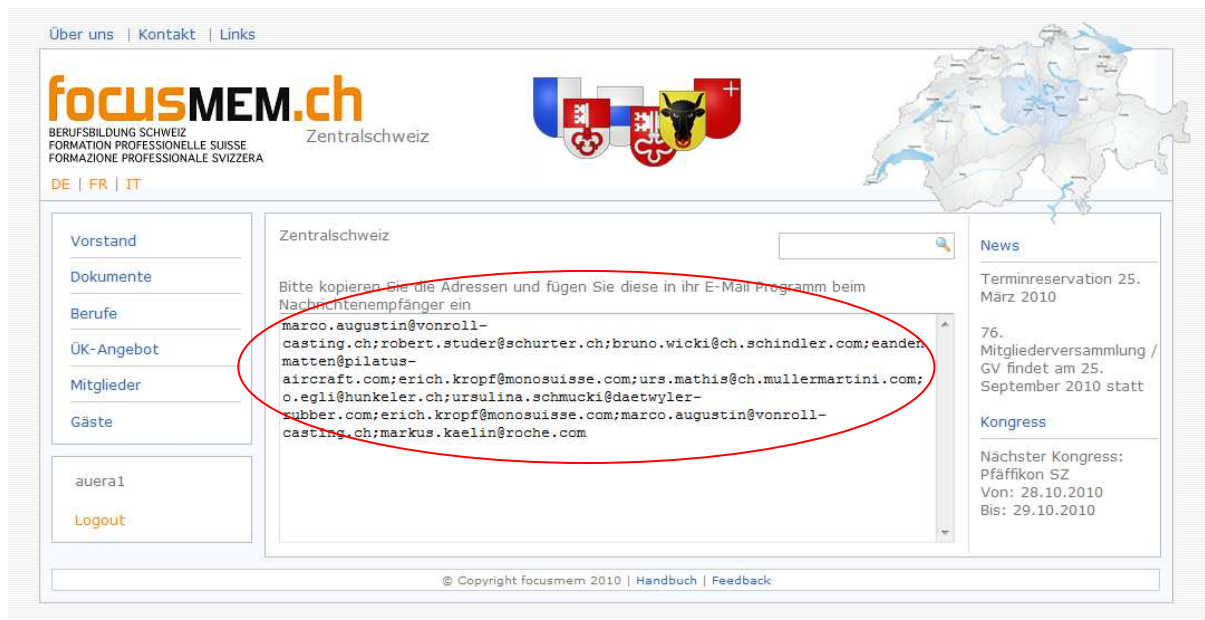 Über uns | Kontakt | Links
focusMEM.ch
BERUFSBILDUNG SCHWEIZ
FORMATION PROFESSIONELLE SUISSE
FORMAZIONE PROFESSIONALE SVIZZERA
Zentralschweiz
DE | FR | IT
Vorstand
Dokumente
Berufe
ÜK-Angebot
Mitglieder
Gäste
auera1
Logout
Zentralschweiz
Bitte kopieren Sie die Adressen und fügen Sie diese in ihr E-Mail Programm beim
Nachrichtenempfänger ein
marco.augustin@vonroll-
casting.ch;robert.studer@schurter.ch;bruno.wicki@ch.schindler.com;eanden
matten@pilatus-
aircraft.com;erich.kropf@monosuisse.com;urs.mathis@ch.mullermartini.com;
o.egli@hunkeler.ch;ursulina.schmucki@daetwyler-
rubber.com;erich.kropf@monosuisse.com;marco.augustin@vonroll-
casting.ch;markus.kaelin@roche.com
News
Terminreservation 25.
März 2010
76.
Mitgliederversammlung /
GV findet am 25.
September 2010 statt
Kongress
Nächster Kongress:
Pfäffikon SZ
Von: 28.10.2010
Bis: 29.10.2010
© Copyright focusmem 2010 | Handbuch | Feedback